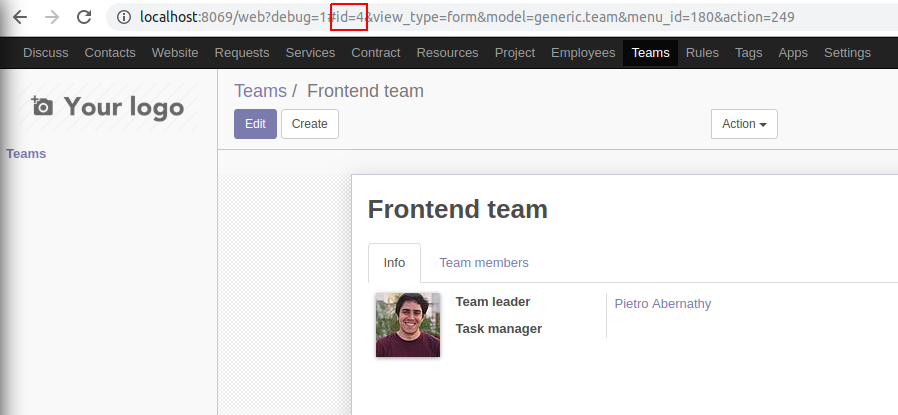 localhost:8069/web?debug=1#id=4&view_type=form&model=generic.team&menu_id=180&action=249
Discuss Contacts Website Requests Services Contract Resources Project Employees Teams Rules Tags Apps Settings
Your logo
Teams / Frontend team
Edit Create Action
Teams
Frontend team
Info Team members
Team leader Pietro Abernathy
Task manager